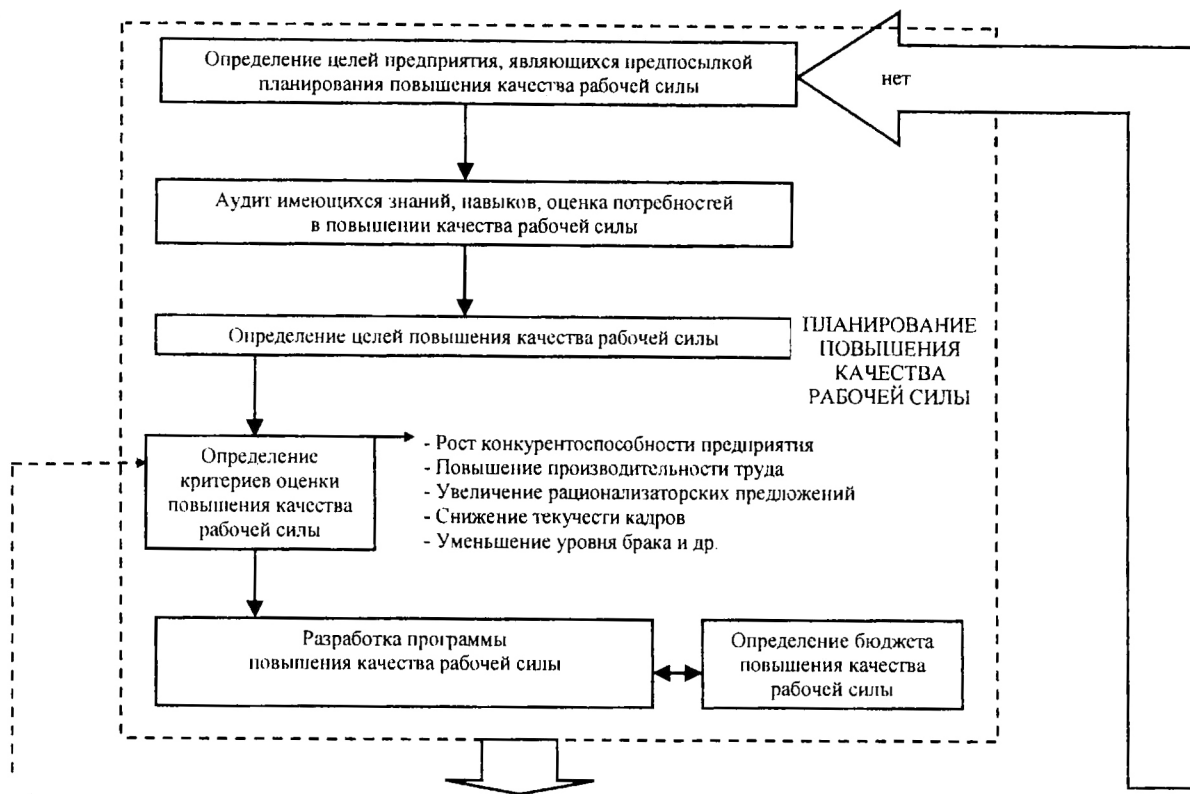 Определение целей предприятия, являющихся предпосылкой
планирования повышения качества рабочей силы
нет
Аудит имеющихся знаний, навыков, оценка потребностей
в повышении качества рабочей силы
Определение целей повышения качества рабочей силы
ПЛАНИРОВАНИЕ
ПОВЫШЕНИЯ
КАЧЕСТВА
РАБОЧЕЙ СИЛЫ
Определение
критериев оценки
повышения качества
рабочей силы
- Рост конкурентоспособности предприятия
- Повышение производительности труда
- Увеличение рационализаторских предложений
- Снижение текучести кадров
- Уменьшение уровня брака и др.
Разработка программы
повышения качества рабочей силы
Определение бюджета
повышения качества
рабочей силы